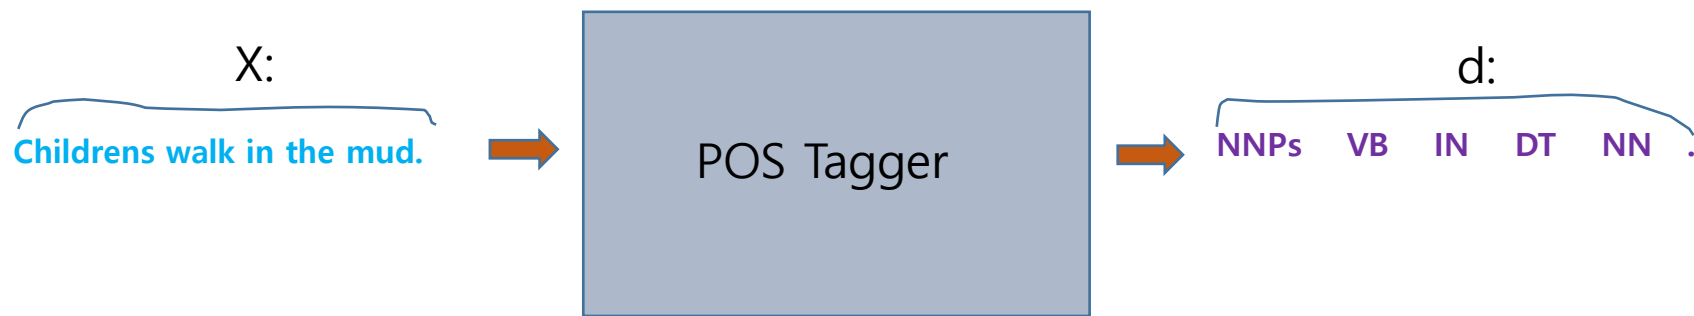 X:
Childrens walk in the mud.
POS Tagger
d:
NNPs VB IN DT NN .